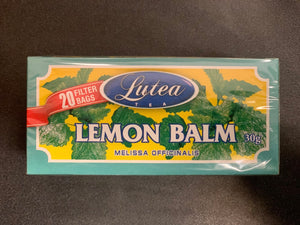 20 FILTER
BAGS
Lutea
TEA
LEMON BALM
30g
MELISSA OFFICINALIS